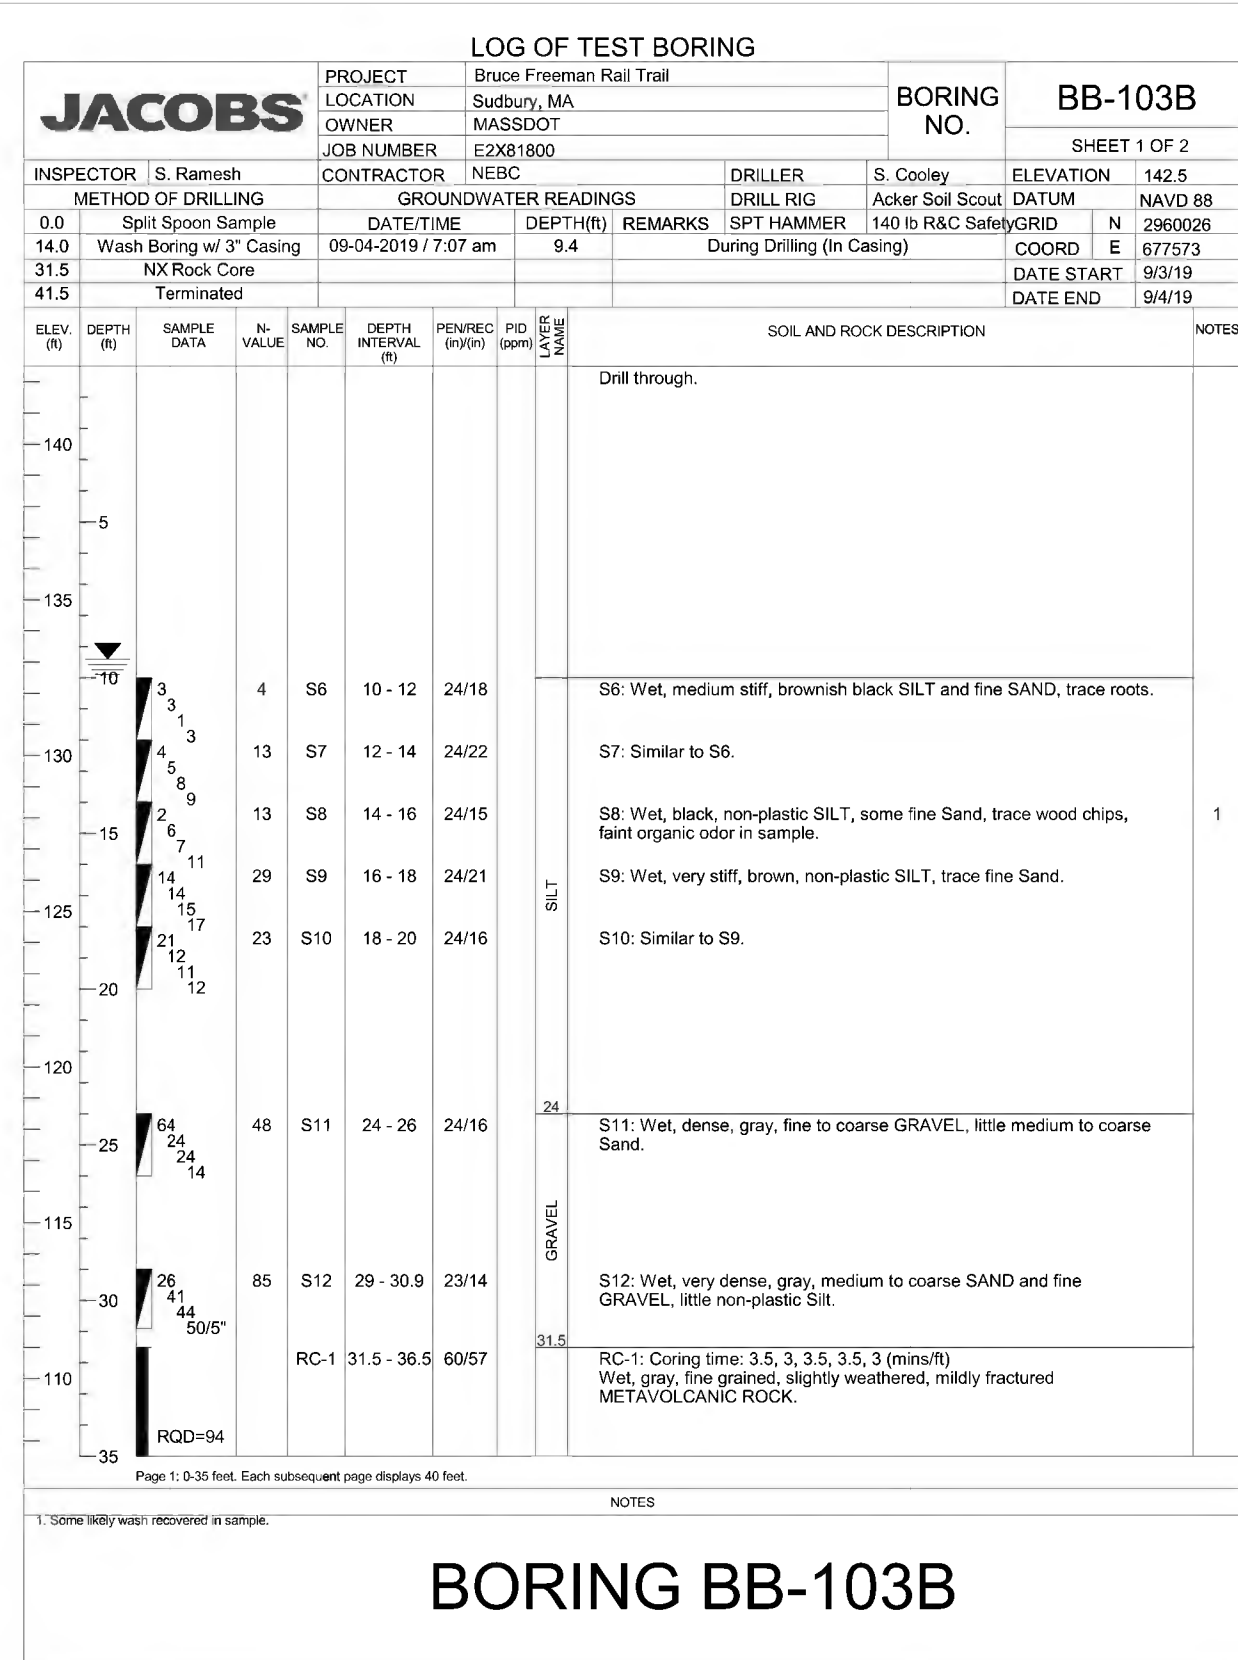 LOG OF TEST BORING
JACOBS
PROJECT Bruce Freeman Rail Trail
LOCATION Sudbury, MA
OWNER MASSDOT
JOB NUMBER E2X81800
BORING NO.
BB-103B
SHEET 1 OF 2
INSPECTOR S. Ramesh CONTRACTOR NEBC DRILLER S. Cooley ELEVATION 142.5
METHOD OF DRILLING GROUNDWATER READINGS DRILL RIG Acker Soil Scout DATUM NAVD 88
0.0 Split Spoon Sample DATE/TIME DEPTH(ft) REMARKS SPT HAMMER 140 lb R&C Safety GRID N 2960026
14.0 Wash Boring w/ 3" Casing 09-04-2019 / 7:07 am 9.4 During Drilling (In Casing) COORD E 677573
31.5 NX Rock Core DATE START 9/3/19
41.5 Terminated DATE END 9/4/19
ELEV. (ft) DEPTH (ft) SAMPLE DATA N-VALUE SAMPLE NO. DEPTH INTERVAL (ft) PEN/REC (in)/(in) PID (ppm) LAYER NAME SOIL AND ROCK DESCRIPTION NOTES
Drill through.
140
5
135
10
3 3 1 3 4 S6 10 - 12 24/18 S6: Wet, medium stiff, brownish black SILT and fine SAND, trace roots.
130
4 5 8 9 13 S7 12 - 14 24/22 S7: Similar to S6.
2 6 7 11 13 S8 14 - 16 24/15 S8: Wet, black, non-plastic SILT, some fine Sand, trace wood chips, 1
faint organic odor in sample.
15
14 14 15 17 29 S9 16 - 18 24/21 S9: Wet, very stiff, brown, non-plastic SILT, trace fine Sand.
SILT
125
21 12 11 12 23 S10 18 - 20 24/16 S10: Similar to S9.
20
120
24
64 24 24 14 48 S11 24 - 26 24/16 S11: Wet, dense, gray, fine to coarse GRAVEL, little medium to coarse
Sand.
25
115
GRAVEL
26 41 44 50/5" 85 S12 29 - 30.9 23/14 S12: Wet, very dense, gray, medium to coarse SAND and fine
GRAVEL, little non-plastic Silt.
30
31.5
RC-1 31.5 - 36.5 60/57 RC-1: Coring time: 3.5, 3, 3.5, 3.5, 3 (mins/ft)
110
Wet, gray, fine grained, slightly weathered, mildly fractured
METAVOLCANIC ROCK.
RQD=94
35
Page 1: 0-35 feet. Each subsequent page displays 40 feet.
NOTES
1. Some likely wash recovered in sample.
BORING BB-103B